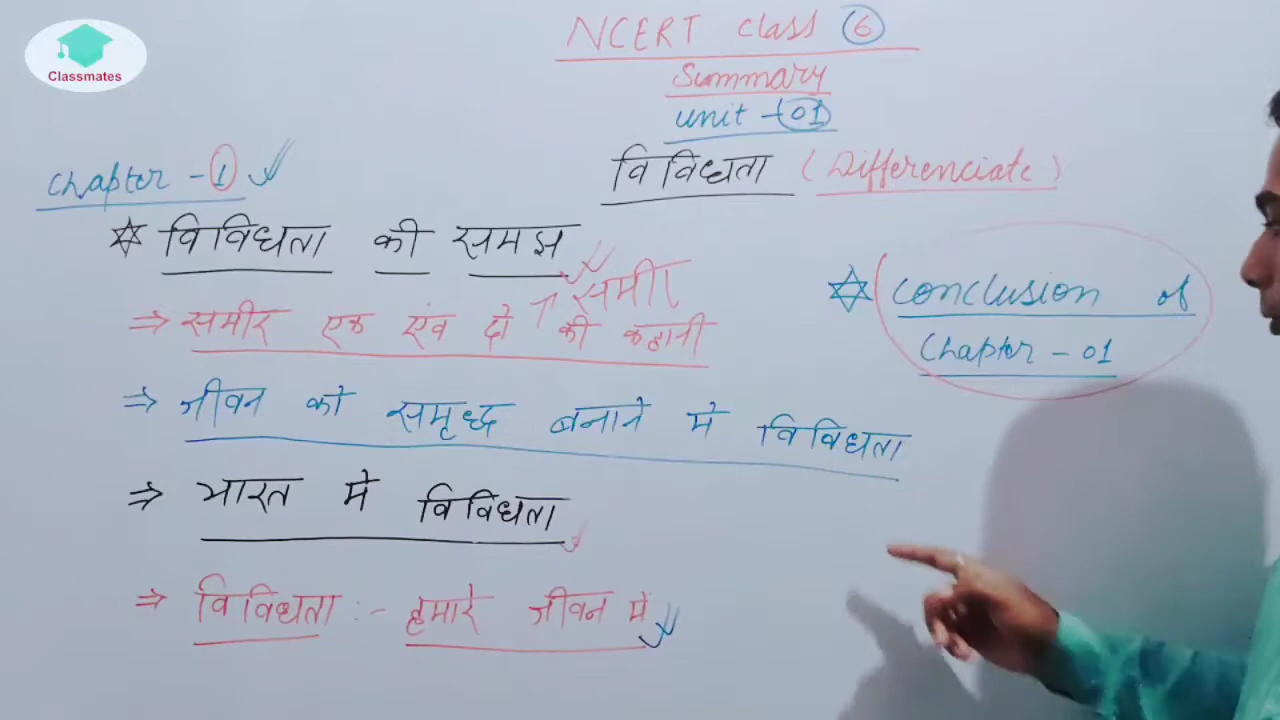 Classmates
NCERT Class 6
Summary
unit - 01
विविधता (Differenciate)
Chapter - 1
विविधता की समझ
समीर
⇒ समीर एक एंव दो की कहानी
⇒ जीवन को समृध्द बनाने मे विविधता
⇒ भारत मे विविधता
⇒ विविधता :- हमारे जीवन में
Conclusion of
Chapter - 01